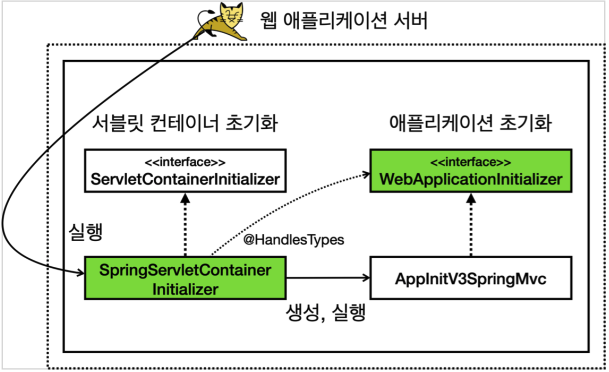 웹 애플리케이션 서버
서블릿 컨테이너 초기화
애플리케이션 초기화
<<interface>>
ServletContainerInitializer
<<interface>>
WebApplicationInitializer
실행
@HandlesTypes
SpringServletContainer
Initializer
AppInitV3SpringMvc
생성, 실행